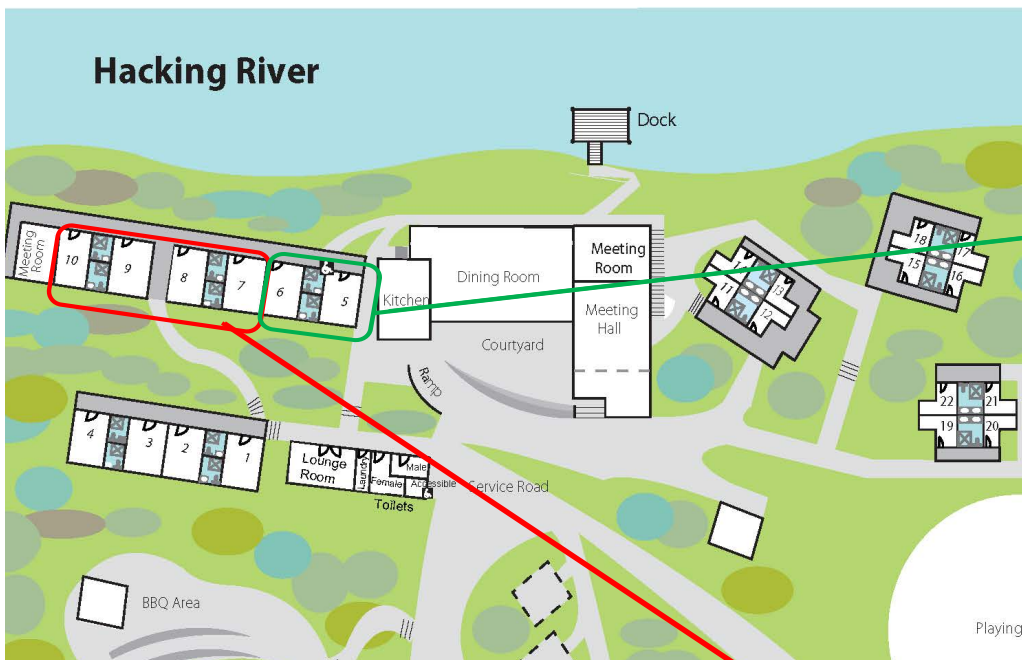 Hacking River
Dock
Meeting
Room
10
9
8
7
6
5
Kitchen
Dining Room
Meeting
Room
Meeting
Hall
Courtyard
Ramp
11
13
12
18
17
15
16
22
21
19
20
4
3
2
1
Lounge
Room
Laundry
Female
Male
Accessible
Toilets
Service Road
BBQ Area
Playing